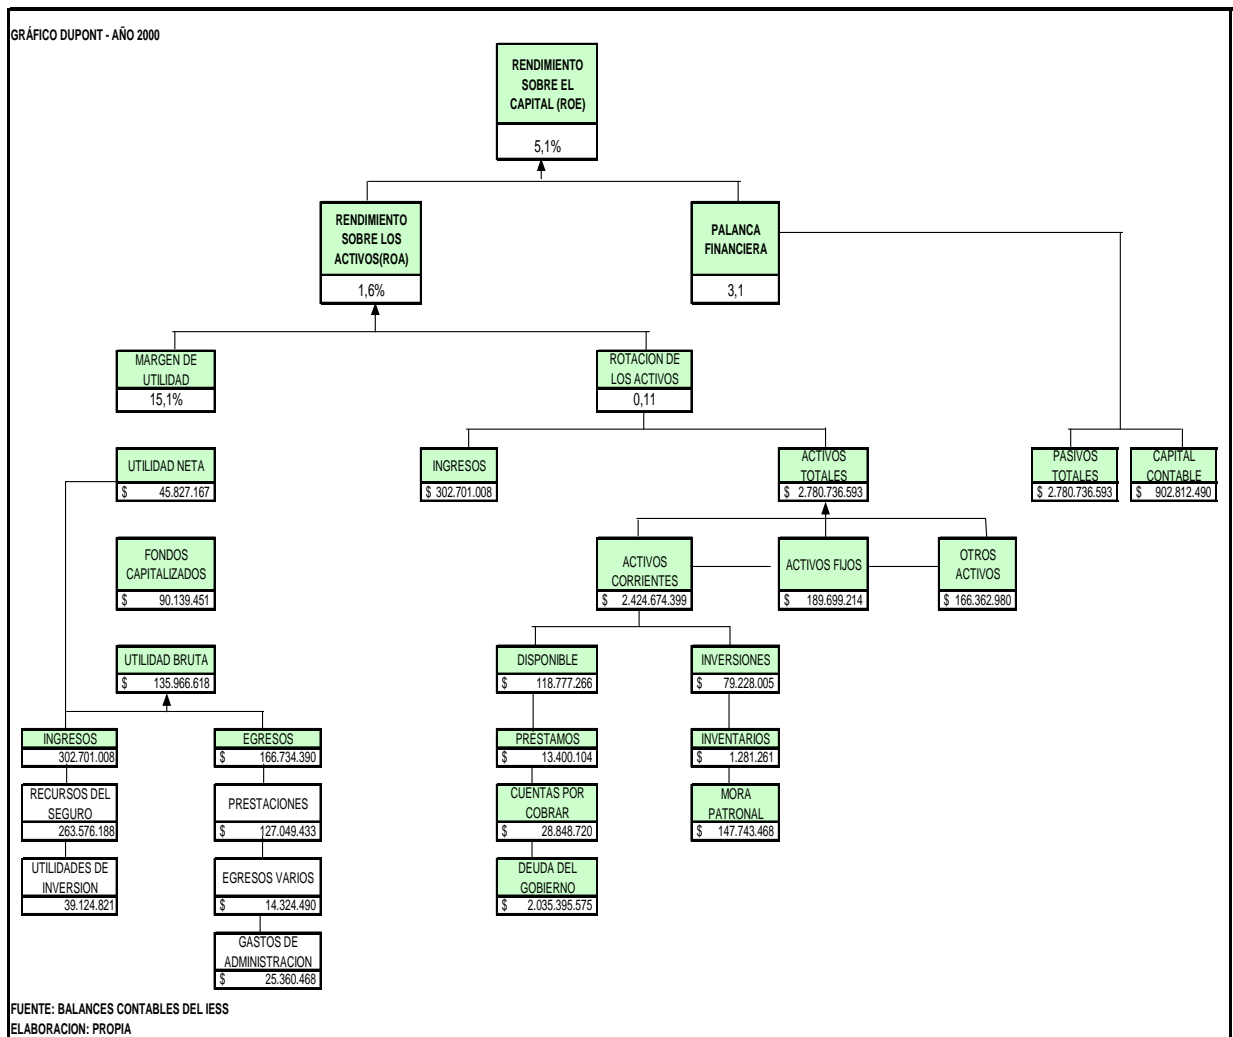 GRÁFICO DUPONT - AÑO 2000
RENDIMIENTO
SOBRE EL
CAPITAL (ROE)
5,1%
RENDIMIENTO
SOBRE LOS
ACTIVOS(ROA)
1,6%
PALANCA
FINANCIERA
3,1
MARGEN DE
UTILIDAD
15,1%
ROTACION DE
LOS ACTIVOS
0,11
UTILIDAD NETA
$ 45.827.167
INGRESOS
$ 302.701.008
ACTIVOS
TOTALES
$ 2.780.736.593
PASIVOS
TOTALES
$ 2.780.736.593
CAPITAL
CONTABLE
$ 902.812.490
FONDOS
CAPITALIZADOS
$ 90.139.451
ACTIVOS
CORRIENTES
$ 2.424.674.399
ACTIVOS FIJOS
$ 189.699.214
OTROS
ACTIVOS
$ 166.362.980
UTILIDAD BRUTA
$ 135.966.618
DISPONIBLE
$ 118.777.266
INVERSIONES
$ 79.228.005
INGRESOS
302.701.008
EGRESOS
$ 166.734.390
PRÉSTAMOS
$ 13.400.104
INVENTARIOS
$ 1.281.261
RECURSOS DEL
SEGURO
263.576.188
PRESTACIONES
$ 127.049.433
CUENTAS POR
COBRAR
$ 28.848.720
MORA
PATRONAL
$ 147.743.468
UTILIDADES DE
INVERSION
39.124.821
EGRESOS VARIOS
$ 14.324.490
DEUDA DEL
GOBIERNO
$ 2.035.395.575
GASTOS DE
ADMINISTRACION
$ 25.360.468
FUENTE: BALANCES CONTABLES DEL IESS
ELABORACION: PROPIA